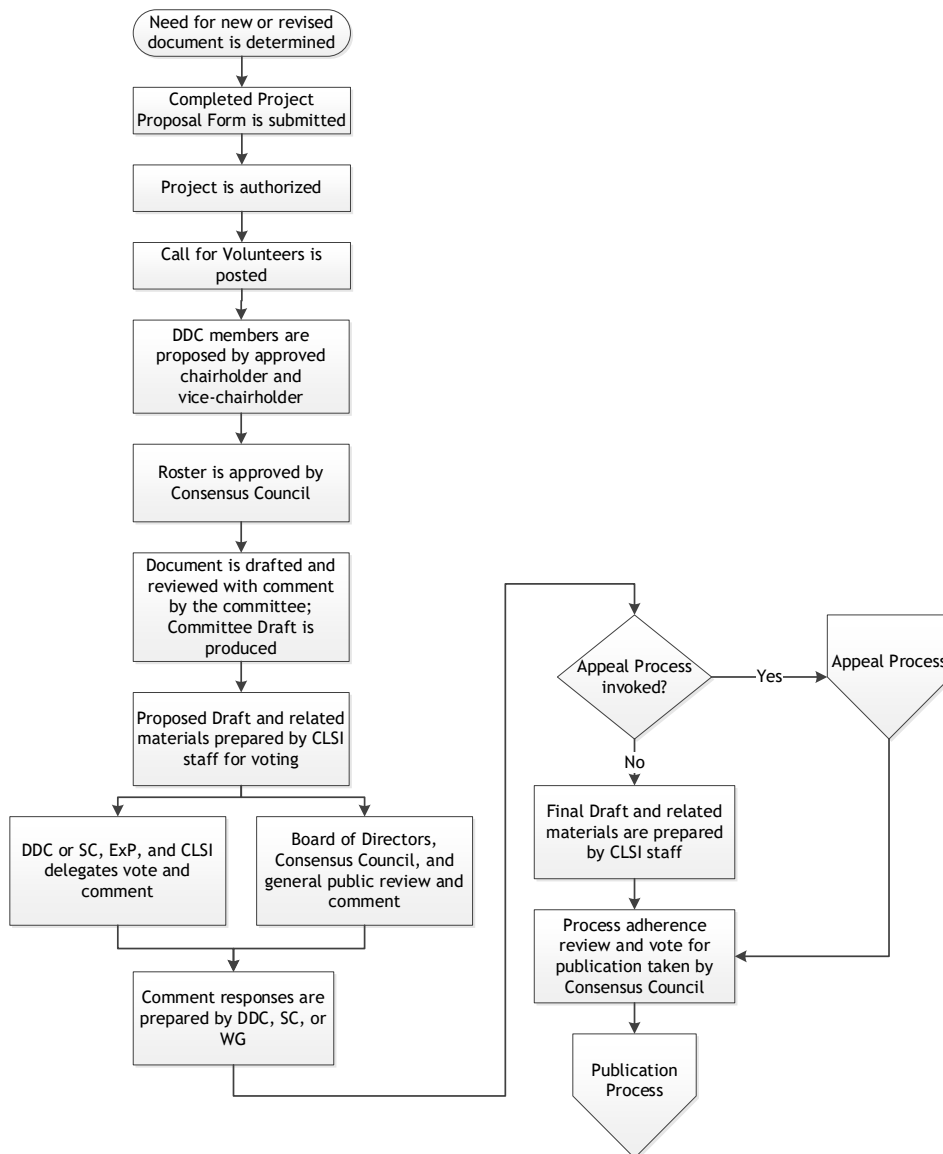 Need for new or revised
document is determined
Completed Project
Proposal Form is submitted
Project is authorized
Call for Volunteers is
posted
DDC members are
proposed by approved
chairholder and
vice-chairholder
Roster is approved by
Consensus Council
Document is drafted and
reviewed with comment
by the committee;
Committee Draft is
produced
Proposed Draft and related
materials prepared by CLSI
staff for voting
DDC or SC, ExP, and CLSI
delegates vote and
comment
Board of Directors,
Consensus Council, and
general public review and
comment
Comment responses are
prepared by DDC, SC, or
WG
Appeal Process
invoked?
Yes
Appeal Process
No
Final Draft and related
materials are prepared
by CLSI staff
Process adherence
review and vote for
publication taken by
Consensus Council
Publication
Process